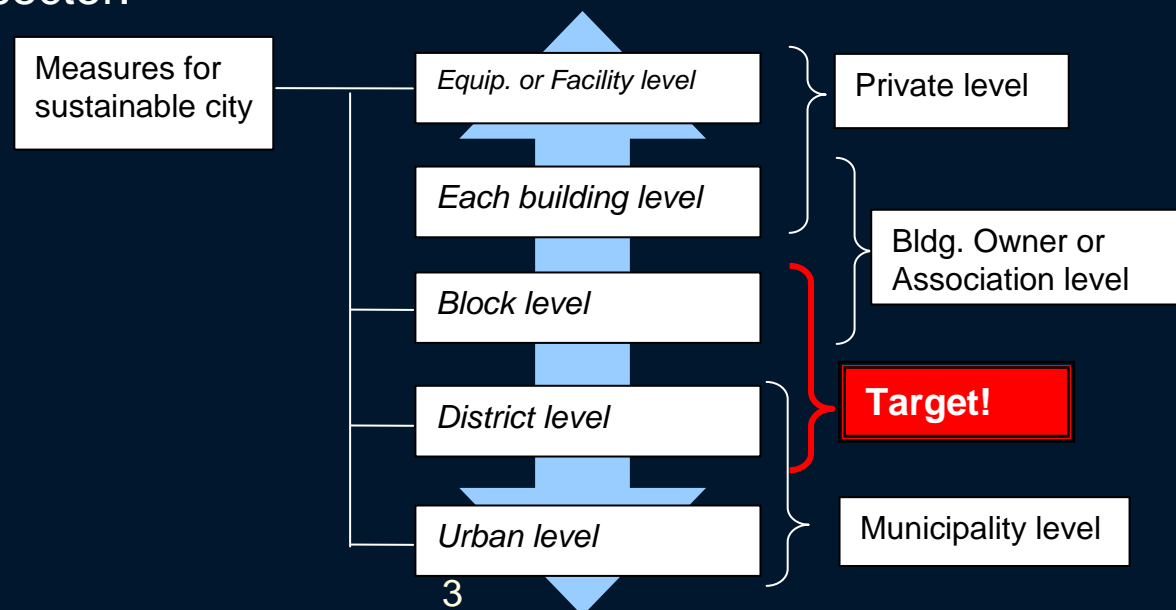 Measures for
sustainable city
Equip. or Facility level
Each building level
Block level
District level
Urban level
Private level
Bldg. Owner or
Association level
Target!
Municipality level
3